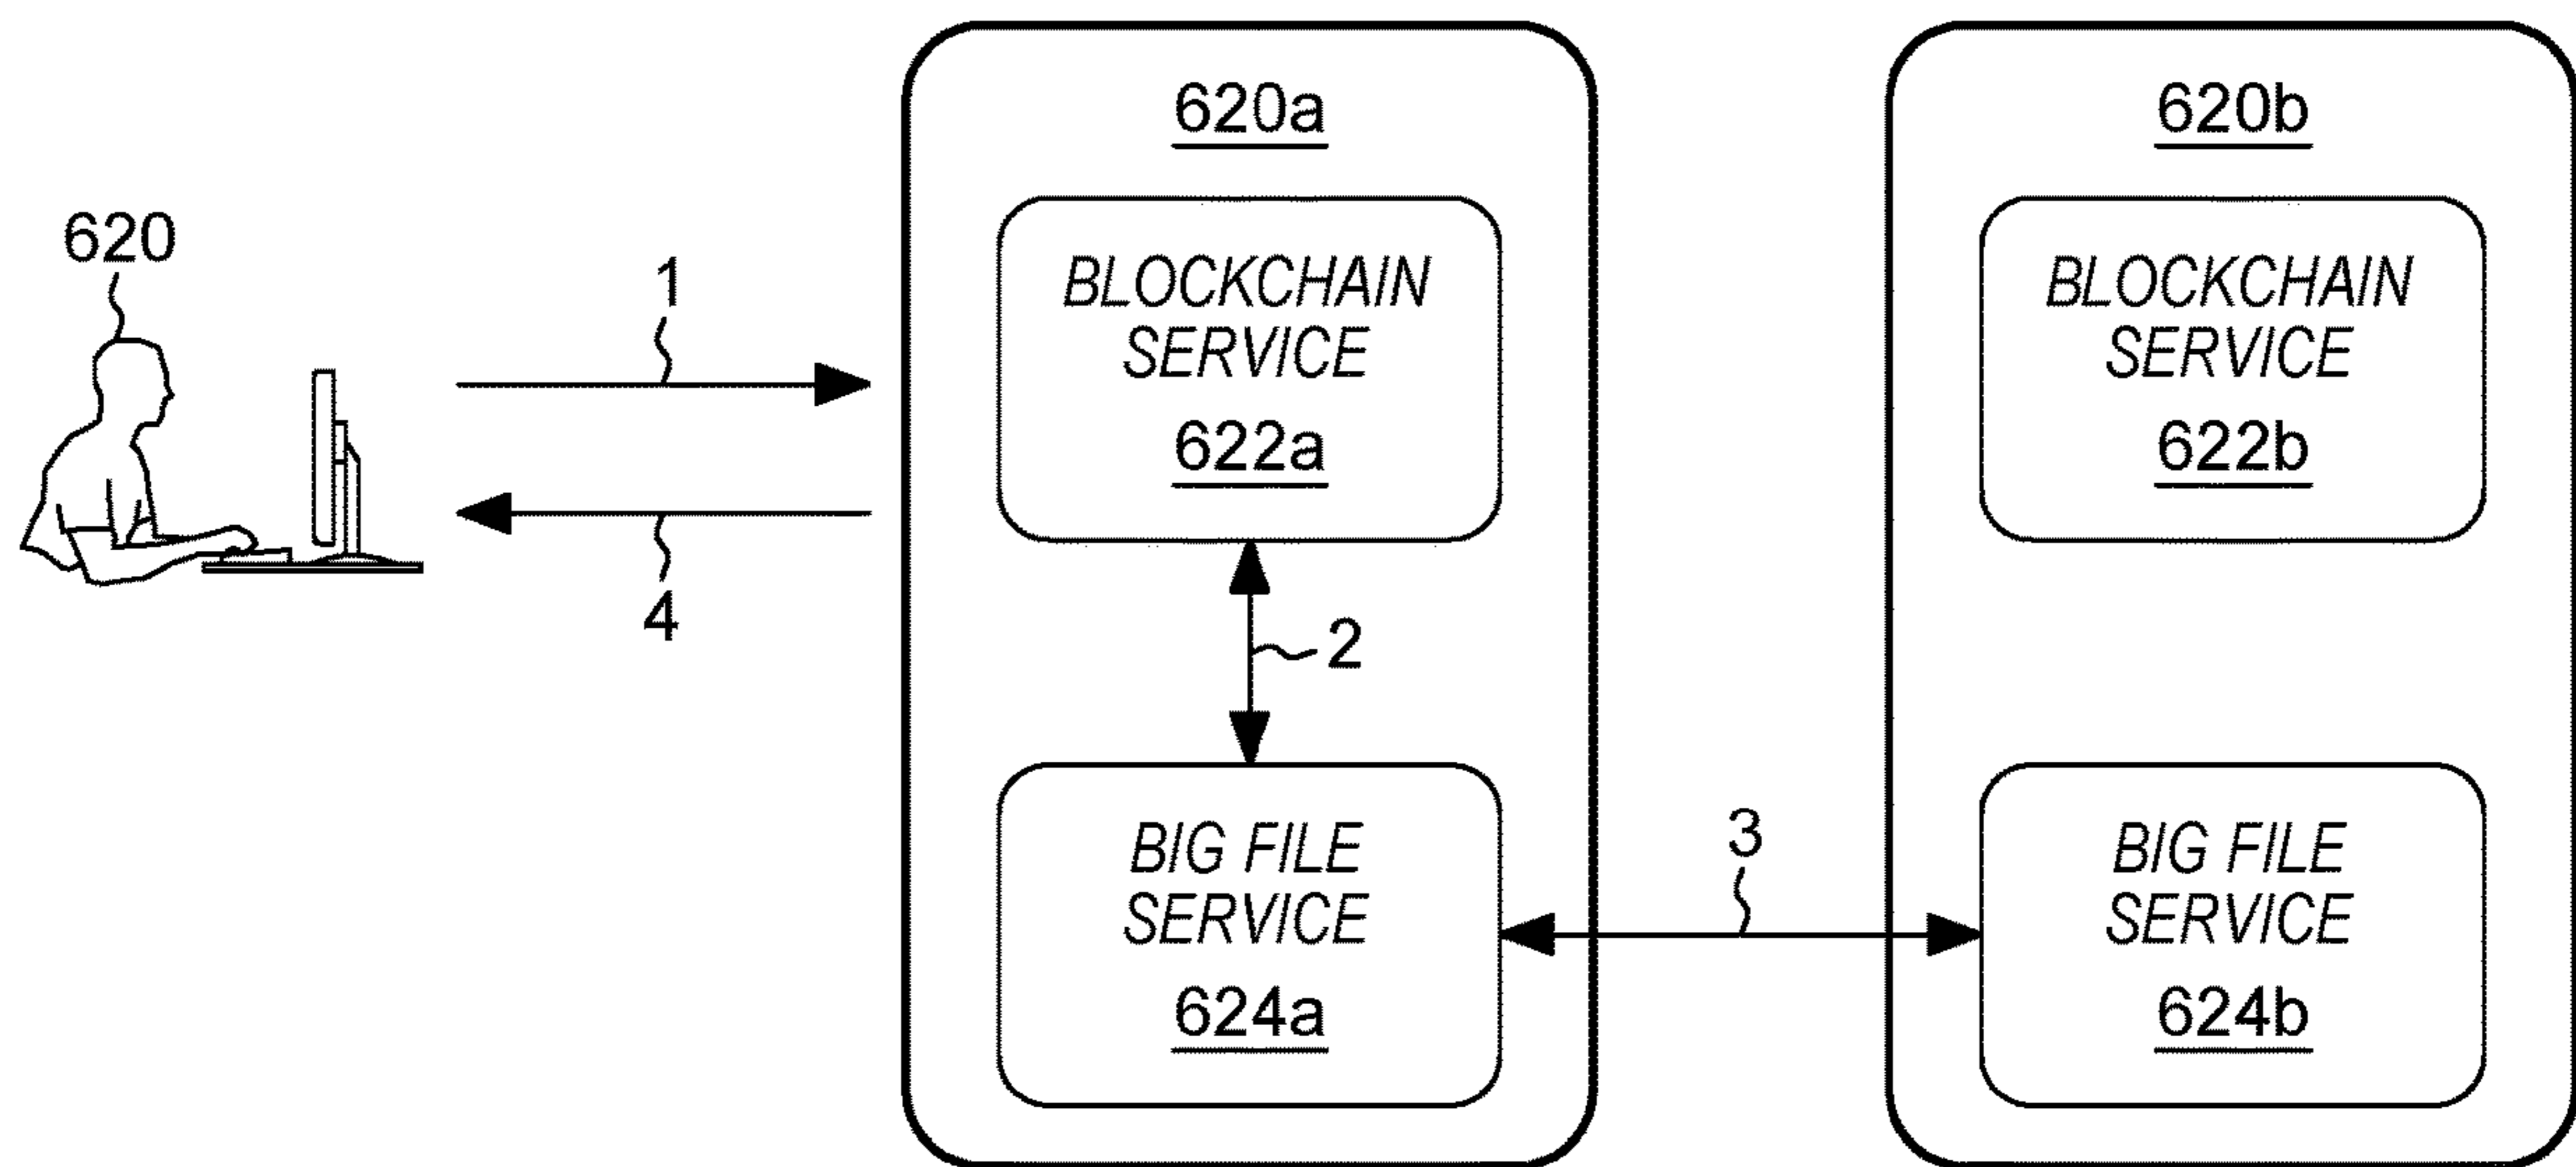 620
1
4
620a
BLOCKCHAIN
SERVICE
622a
2
BIG FILE
SERVICE
624a
3
620b
BLOCKCHAIN
SERVICE
622b
BIG FILE
SERVICE
624b